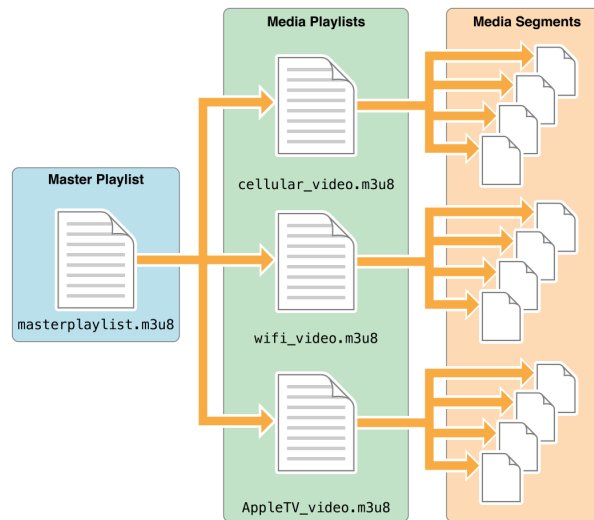 Media Playlists
Media Segments
cellular_video.m3u8
Master Playlist
masterplaylist.m3u8
wifi_video.m3u8
AppleTV_video.m3u8